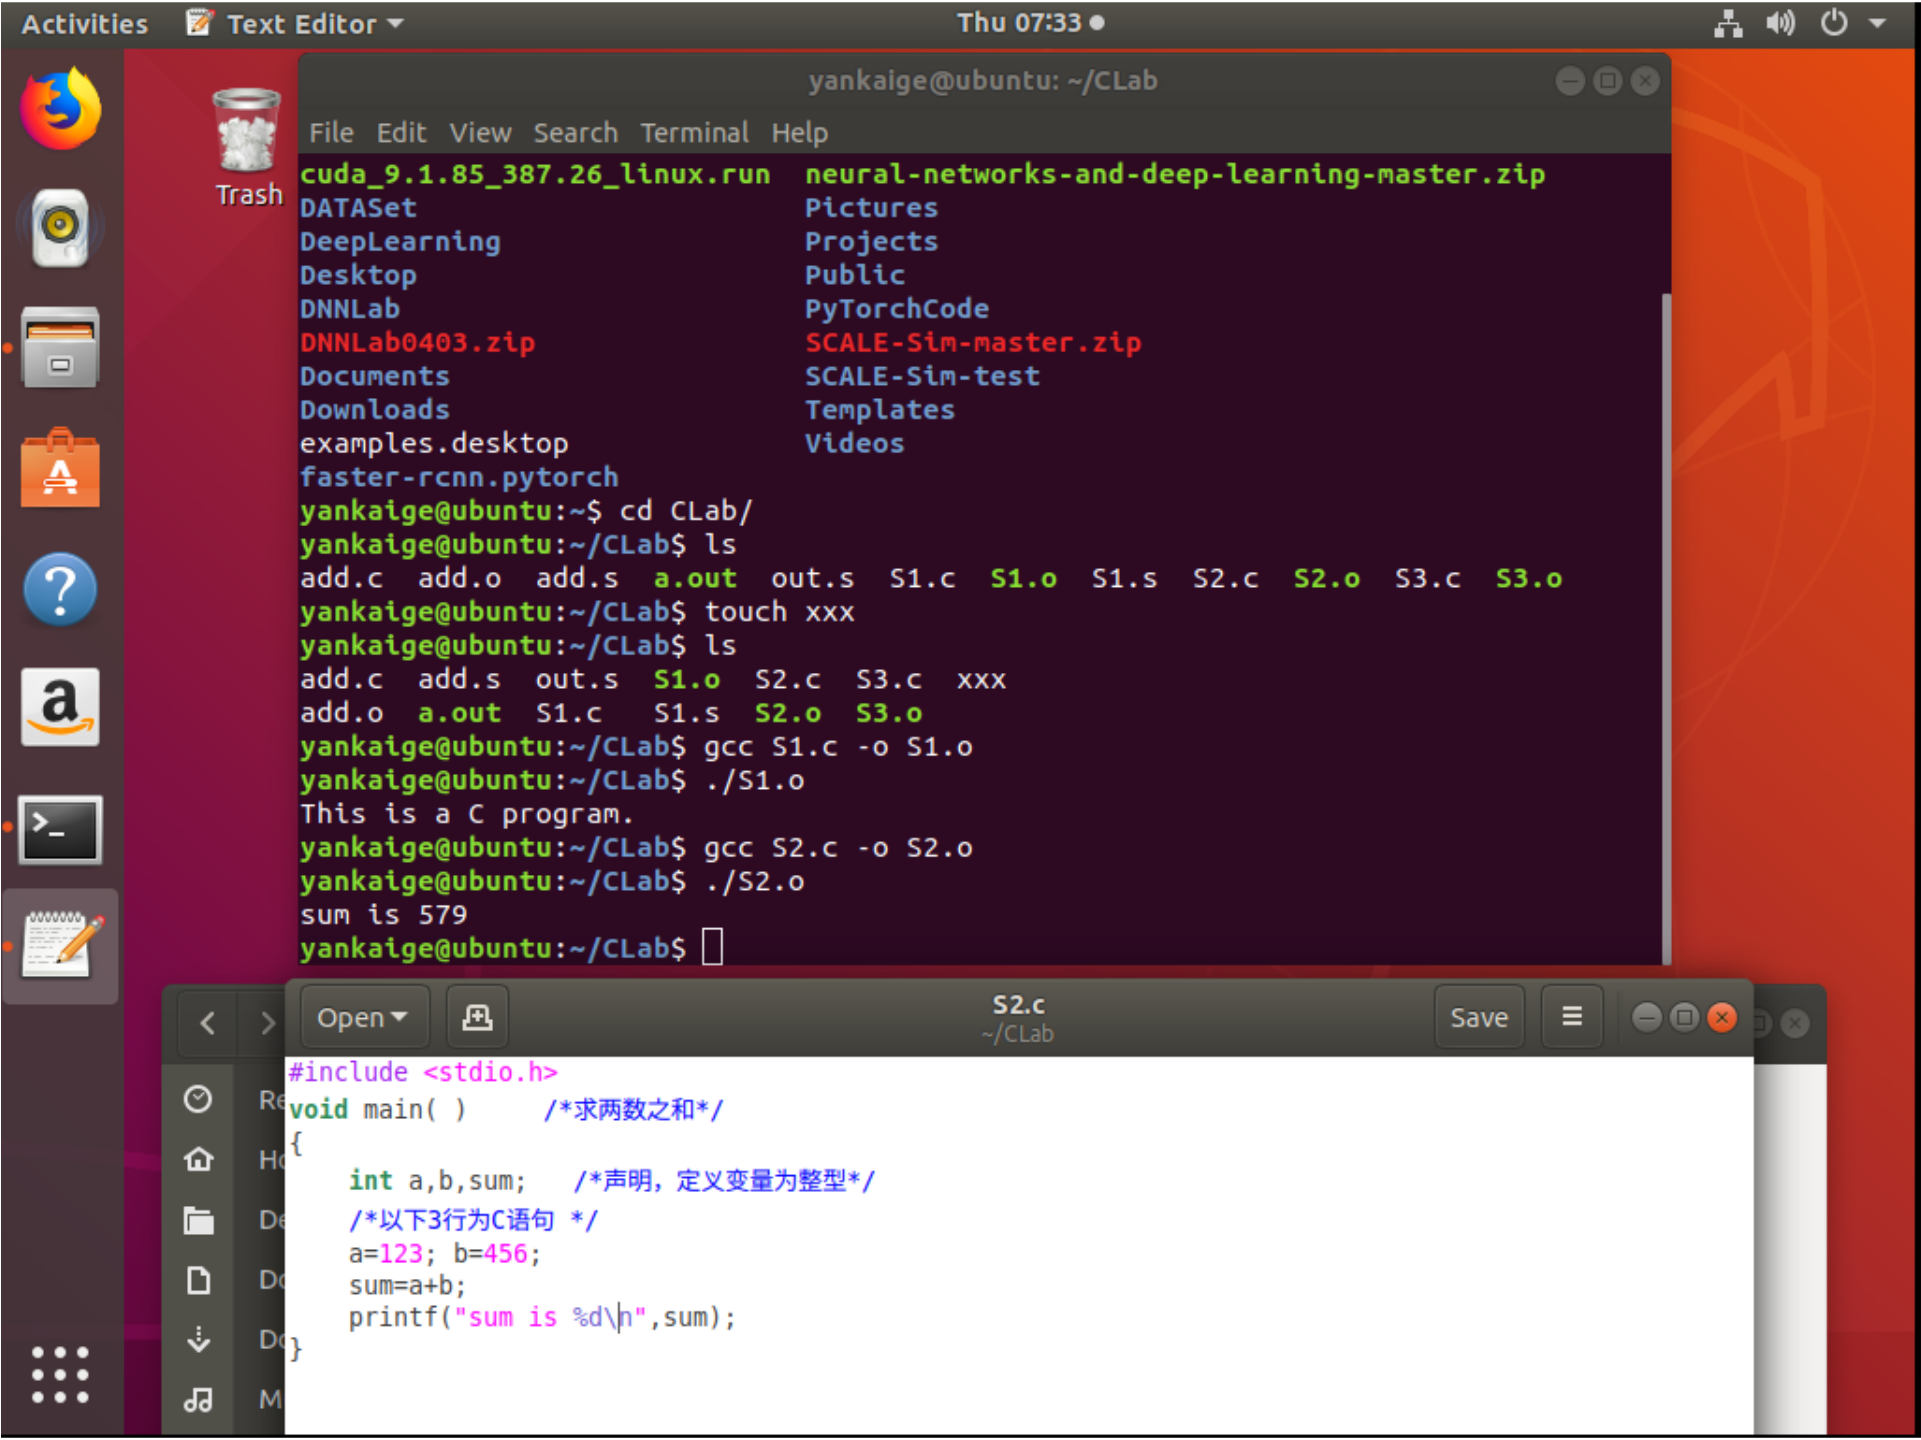 Activities Text Editor Thu 07:33
Trash
yankaige@ubuntu: ~/CLab
File Edit View Search Terminal Help
cuda_9.1.85_387.26_linux.run neural-networks-and-deep-learning-master.zip
DATASet Pictures
DeepLearning Projects
Desktop Public
DNNLab PyTorchCode
DNNLab0403.zip SCALE-Sim-master.zip
Documents SCALE-Sim-test
Downloads Templates
examples.desktop Videos
faster-rcnn.pytorch
yankaige@ubuntu:~$ cd CLab/
yankaige@ubuntu:~/CLab$ ls
add.c add.o add.s a.out out.s S1.c S1.o S1.s S2.c S2.o S3.c S3.o
yankaige@ubuntu:~/CLab$ touch xxx
yankaige@ubuntu:~/CLab$ ls
add.c add.s out.s S1.o S2.c S3.c xxx
add.o a.out S1.c S1.s S2.o S3.o
yankaige@ubuntu:~/CLab$ gcc S1.c -o S1.o
yankaige@ubuntu:~/CLab$ ./S1.o
This is a C program.
yankaige@ubuntu:~/CLab$ gcc S2.c -o S2.o
yankaige@ubuntu:~/CLab$ ./S2.o
sum is 579
yankaige@ubuntu:~/CLab$
Open S2.c Save
~/CLab
#include <stdio.h>
void main( ) /*求两数之和*/
{
int a,b,sum; /*声明，定义变量为整型*/
/*以下3行为C语句 */
a=123; b=456;
sum=a+b;
printf("sum is %d\n",sum);
}